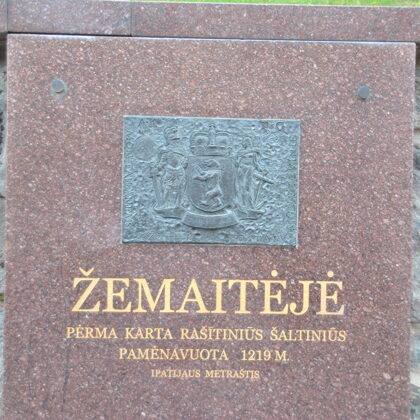 ŽEMAITĖJĖ
PĖRMA KARTA RAŠĪTINIŪS ŠALTINIŪS
PAMĖNAVUOTA 1219 M.
IPATIJAUS METRAŠTIS